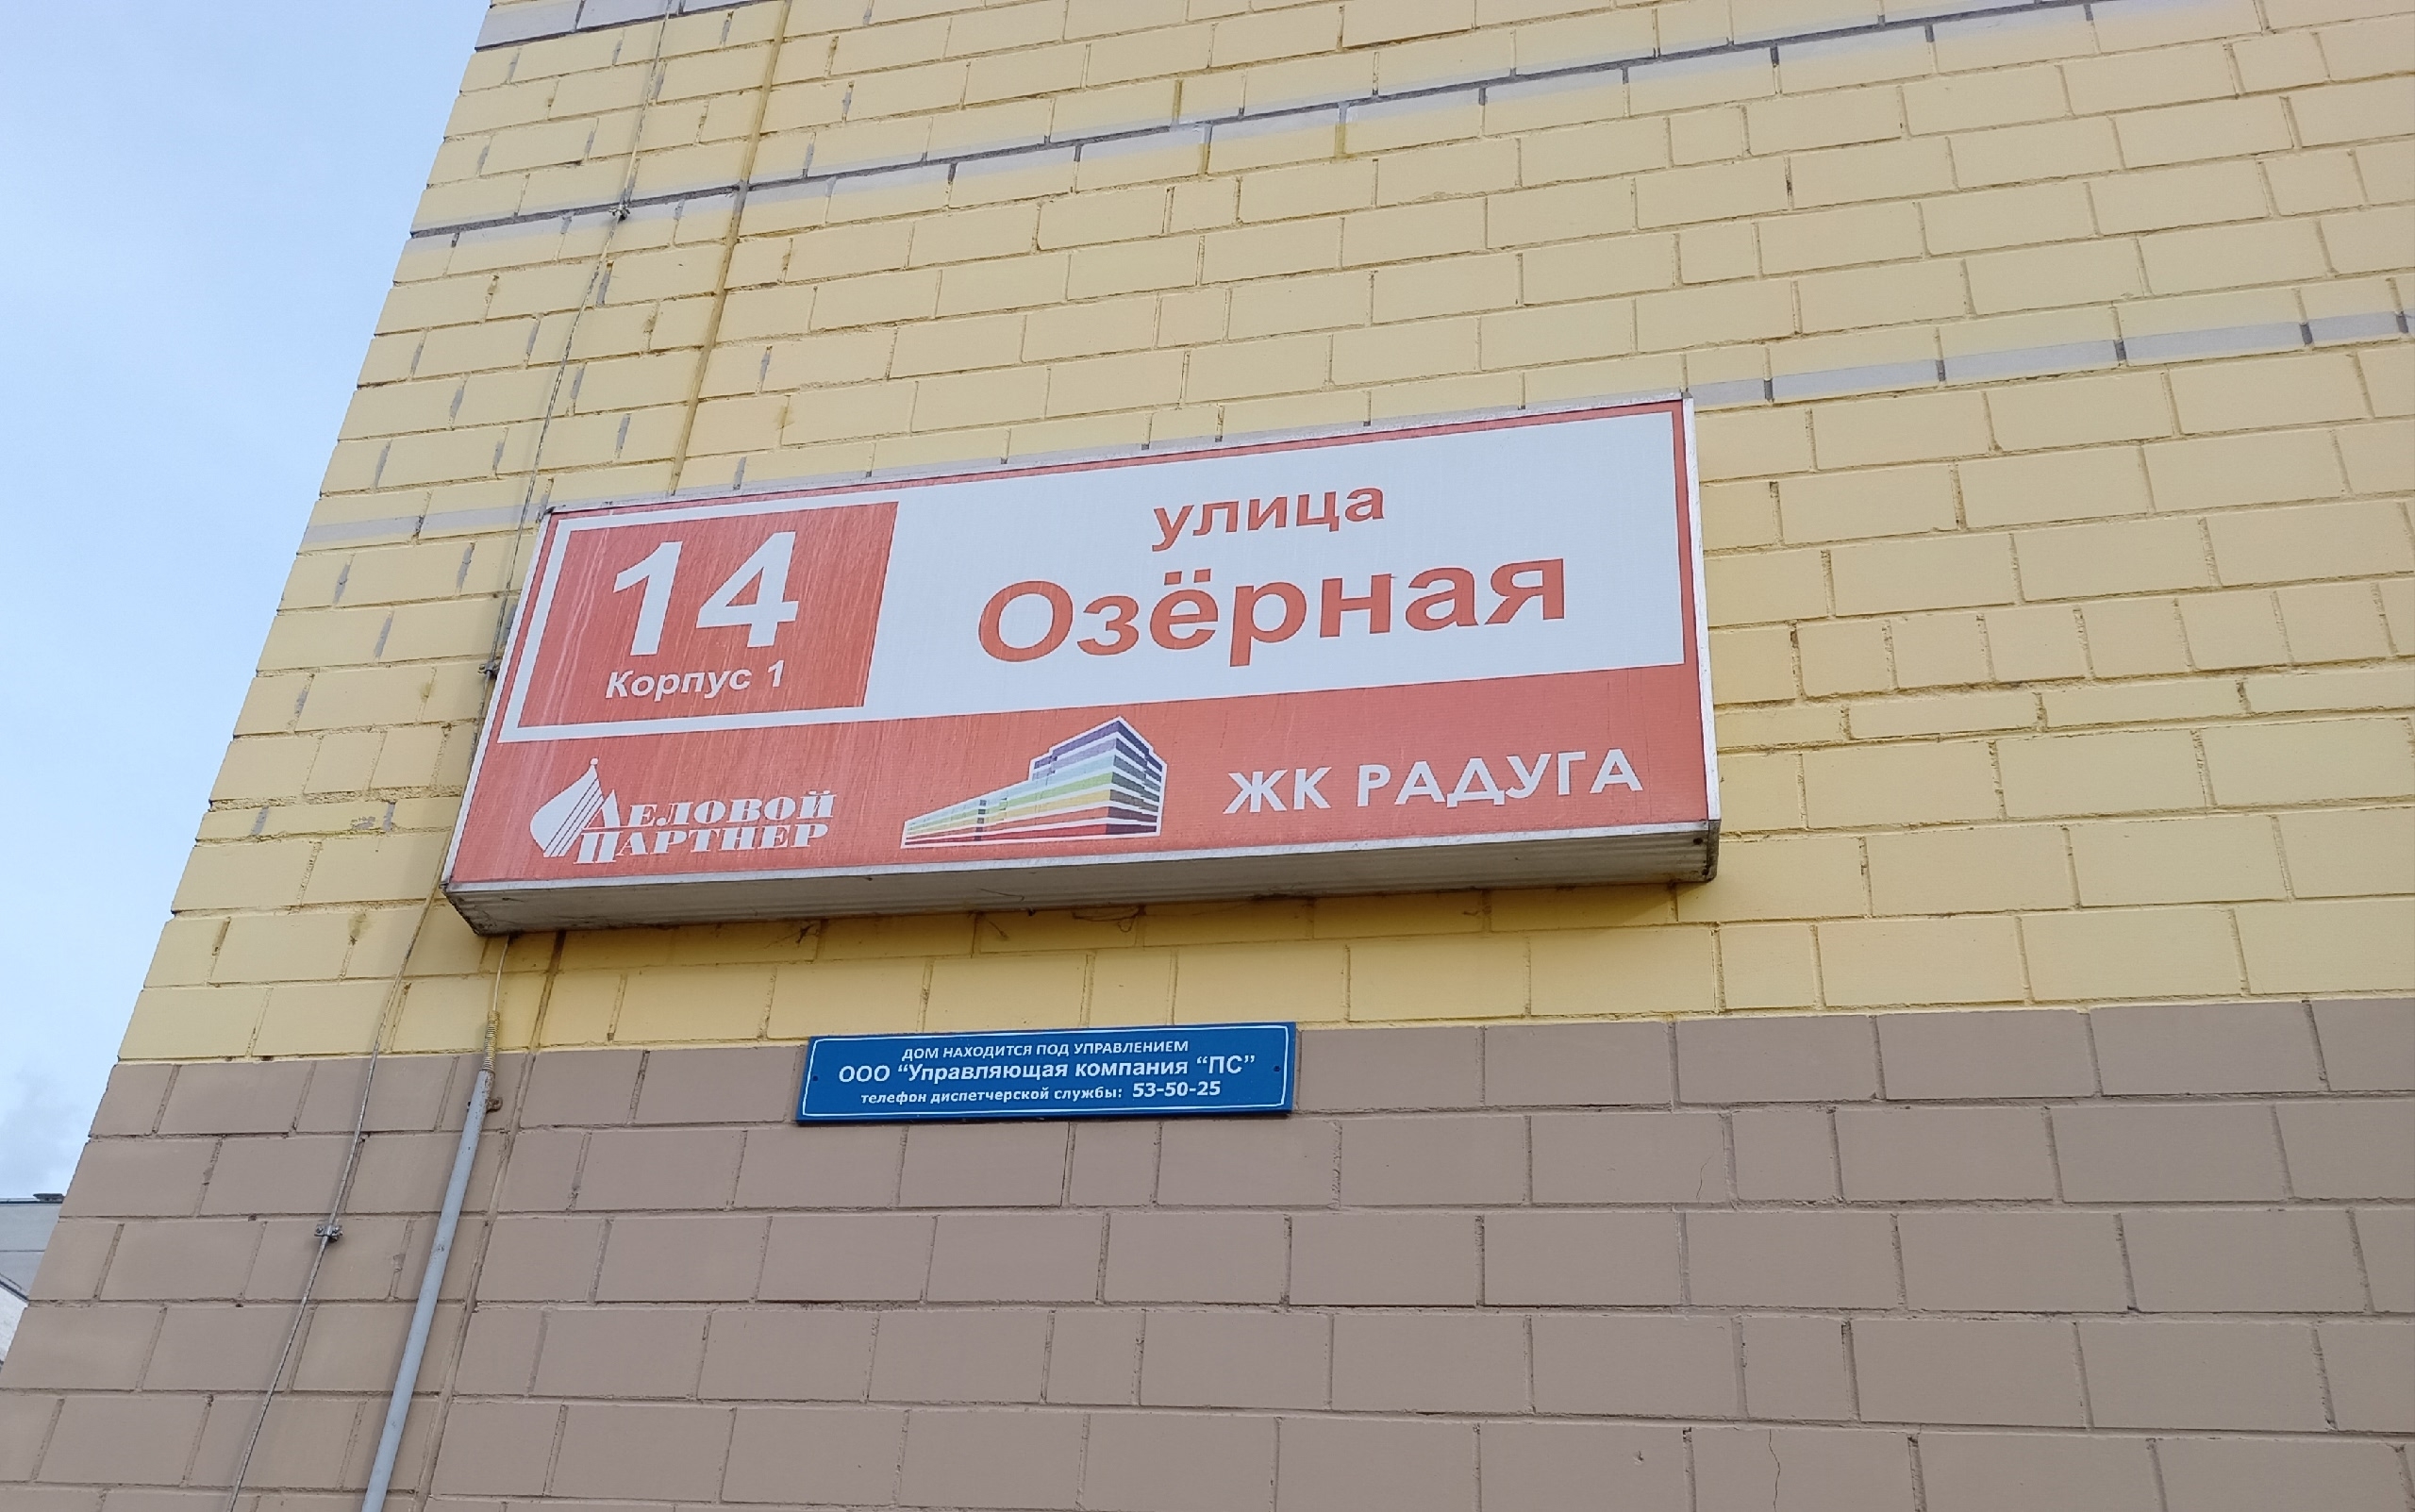 14
Корпус 1
улица
Озёрная
ДЕЛОВОЙ
ПАРТНЕР
ЖК РАДУГА
ДОМ НАХОДИТСЯ ПОД УПРАВЛЕНИЕМ
ООО “Управляющая компания “ПС”
телефон диспетчерской службы: 53-50-25